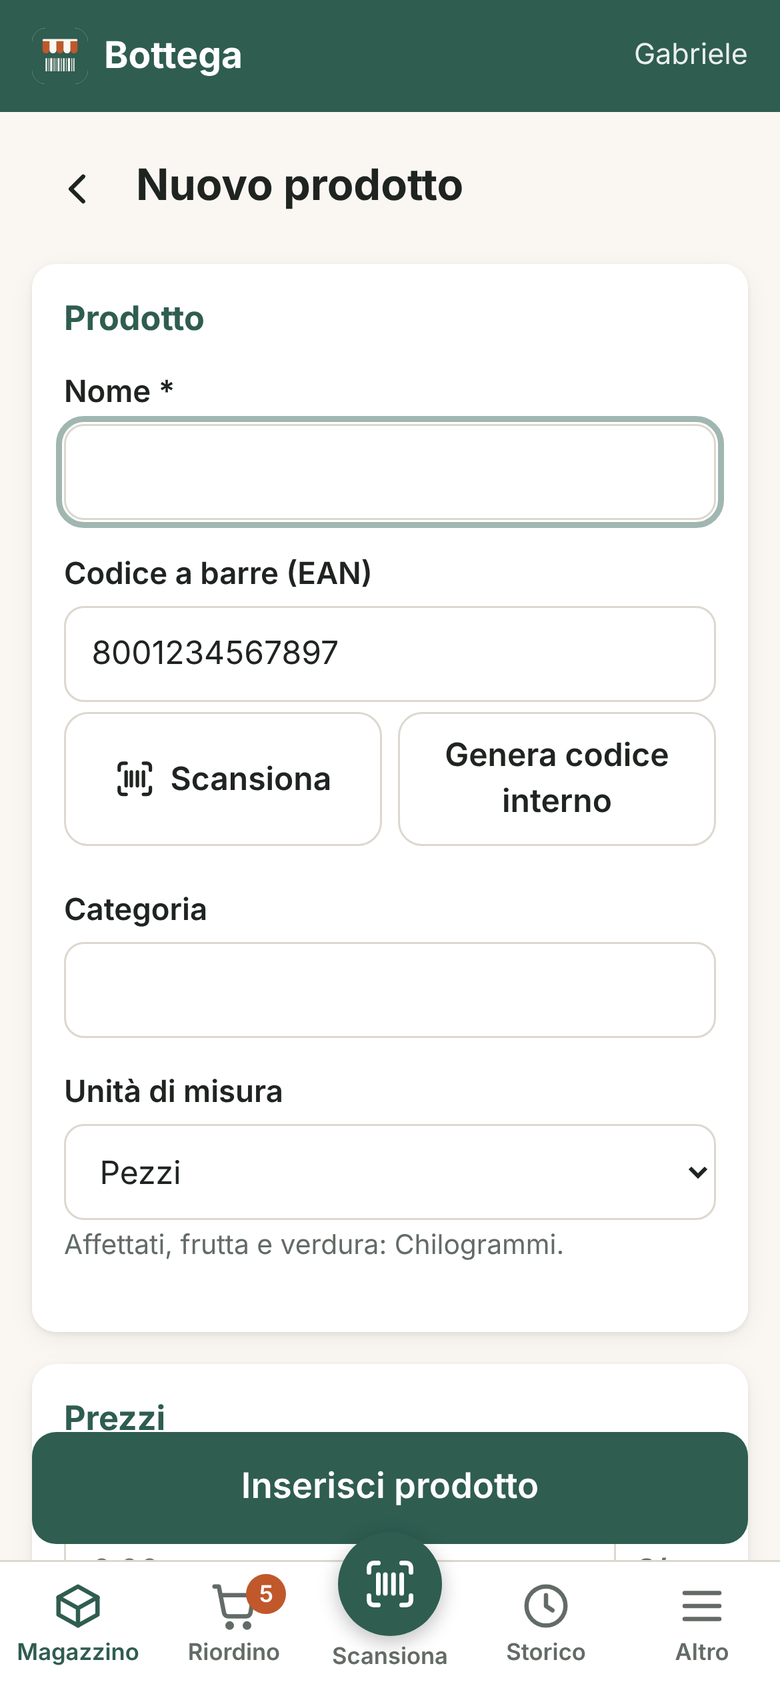 Bottega
Gabriele
Nuovo prodotto
Prodotto
Nome *
Codice a barre (EAN)
8001234567897
Scansiona
Genera codice
interno
Categoria
Unità di misura
Pezzi
Affettati, frutta e verdura: Chilogrammi.
Prezzi
Inserisci prodotto
5
Magazzino
Riordino
Scansiona
Storico
Altro